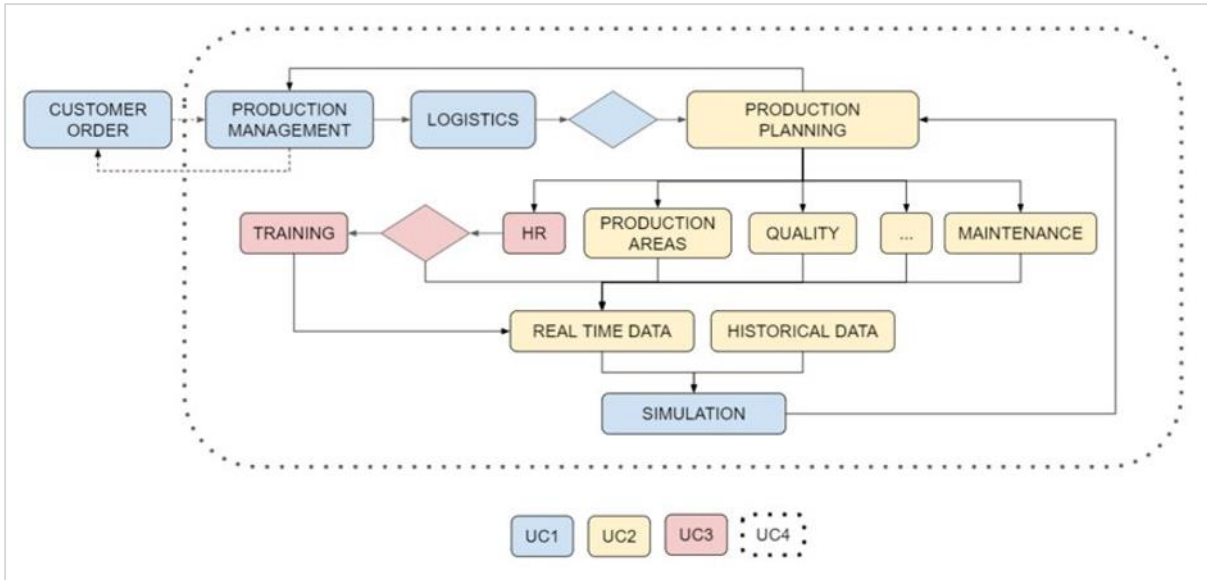 CUSTOMER
ORDER
PRODUCTION
MANAGEMENT
LOGISTICS
PRODUCTION
PLANNING
TRAINING
HR
PRODUCTION
AREAS
QUALITY
...
MAINTENANCE
REAL TIME DATA
HISTORICAL DATA
SIMULATION
UC1
UC2
UC3
UC4